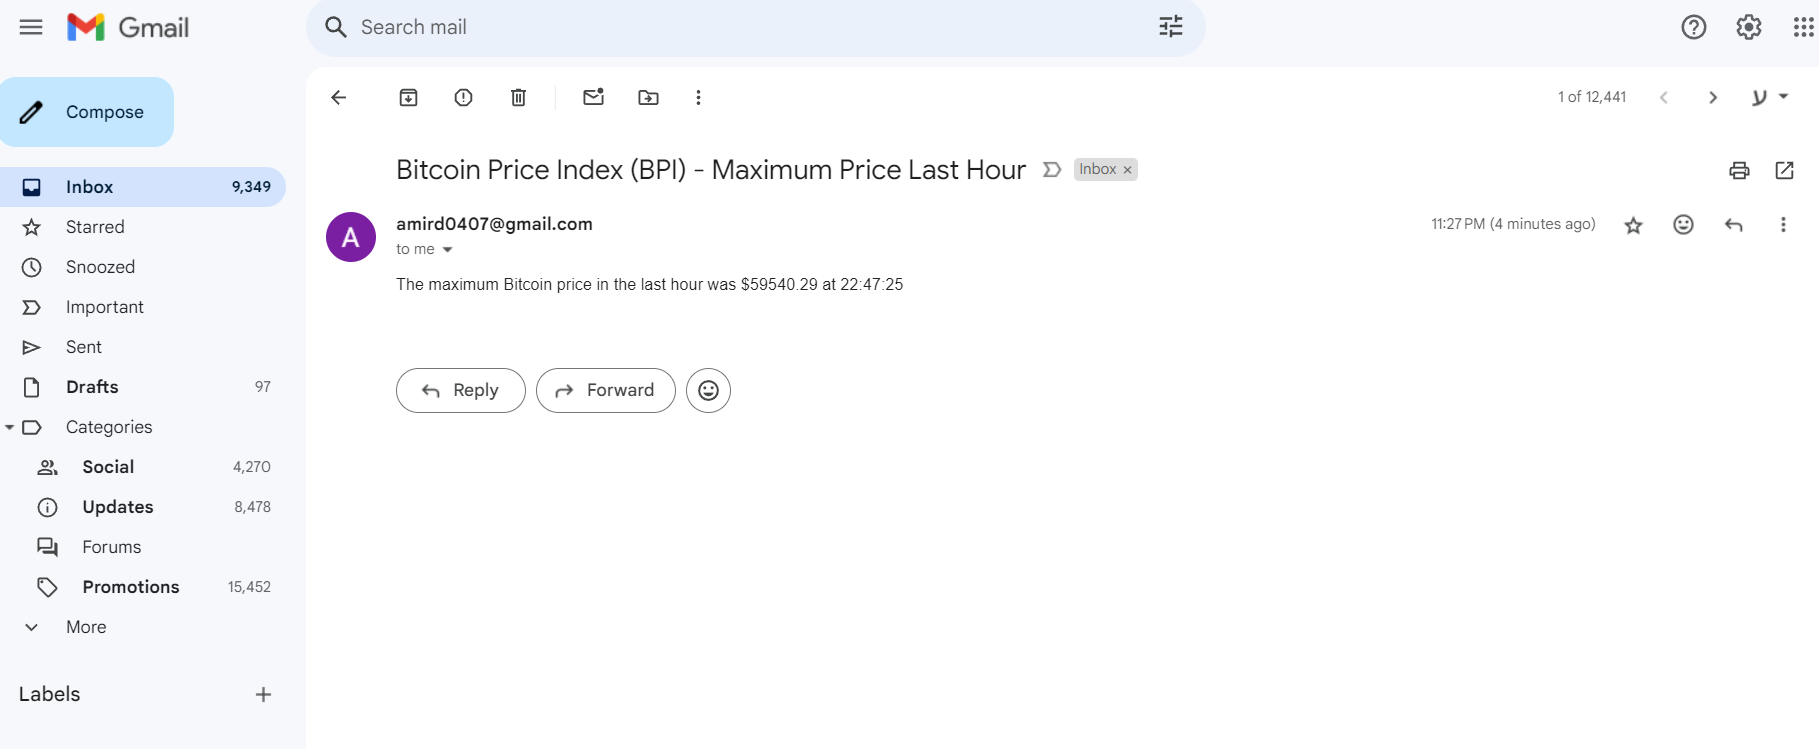 Gmail
Search mail
Compose
1 of 12,441
ע
Bitcoin Price Index (BPI) - Maximum Price Last Hour
Inbox ×
Inbox 9,349
Starred
Snoozed
Important
Sent
Drafts 97
Categories
Social 4,270
Updates 8,478
Forums
Promotions 15,452
More
Labels
A
amird0407@gmail.com
11:27 PM (4 minutes ago)
to me
The maximum Bitcoin price in the last hour was $59540.29 at 22:47:25
Reply
Forward